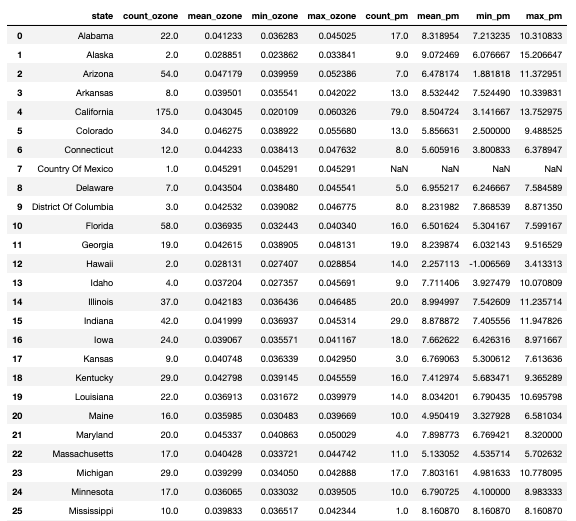 state count_ozone mean_ozone min_ozone max_ozone count_pm mean_pm min_pm max_pm
0 Alabama 22.0 0.041233 0.036283 0.045025 17.0 8.318954 7.213235 10.310833
1 Alaska 2.0 0.028851 0.023862 0.033841 9.0 9.072469 6.076667 15.206647
2 Arizona 54.0 0.047179 0.039959 0.052386 7.0 6.478174 1.881818 11.372951
3 Arkansas 8.0 0.039501 0.035541 0.042022 13.0 8.532442 7.524490 10.339831
4 California 175.0 0.043045 0.020109 0.060326 79.0 8.504724 3.141667 13.752975
5 Colorado 34.0 0.046275 0.038922 0.055680 13.0 5.856631 2.500000 9.488525
6 Connecticut 12.0 0.044233 0.038413 0.047632 8.0 5.605916 3.800833 6.378947
7 Country Of Mexico 1.0 0.045291 0.045291 0.045291 NaN NaN NaN NaN
8 Delaware 7.0 0.043504 0.038480 0.045541 5.0 6.955217 6.246667 7.584589
9 District Of Columbia 3.0 0.042532 0.039082 0.046775 8.0 8.231982 7.868539 8.871350
10 Florida 58.0 0.036935 0.032443 0.040340 16.0 6.501624 5.304167 7.599167
11 Georgia 19.0 0.042615 0.038905 0.048131 19.0 8.239874 6.032143 9.516529
12 Hawaii 2.0 0.028131 0.027407 0.028854 14.0 2.257113 -1.006569 3.413313
13 Idaho 4.0 0.037204 0.027357 0.045691 9.0 7.711406 3.927479 10.070809
14 Illinois 37.0 0.042183 0.036436 0.046485 20.0 8.994997 7.542609 11.235714
15 Indiana 42.0 0.041999 0.036937 0.045314 29.0 8.878872 7.405556 11.947826
16 Iowa 24.0 0.039067 0.035571 0.041167 18.0 7.662622 6.426316 8.971667
17 Kansas 9.0 0.040748 0.036339 0.042950 3.0 6.769063 5.300612 7.613636
18 Kentucky 29.0 0.042798 0.039145 0.045559 16.0 7.412974 5.683471 9.365289
19 Louisiana 22.0 0.036913 0.031672 0.039979 14.0 8.034201 6.790435 10.695798
20 Maine 16.0 0.035985 0.030483 0.039669 10.0 4.950419 3.327928 6.581034
21 Maryland 20.0 0.045337 0.040863 0.050029 4.0 7.898773 6.769421 8.320000
22 Massachusetts 17.0 0.040428 0.033721 0.044742 11.0 5.133052 4.535714 5.702632
23 Michigan 29.0 0.039299 0.034050 0.042888 17.0 7.803161 4.981633 10.778095
24 Minnesota 17.0 0.036065 0.033032 0.039505 10.0 6.790725 4.100000 8.983333
25 Mississippi 10.0 0.039833 0.036517 0.042344 1.0 8.160870 8.160870 8.160870